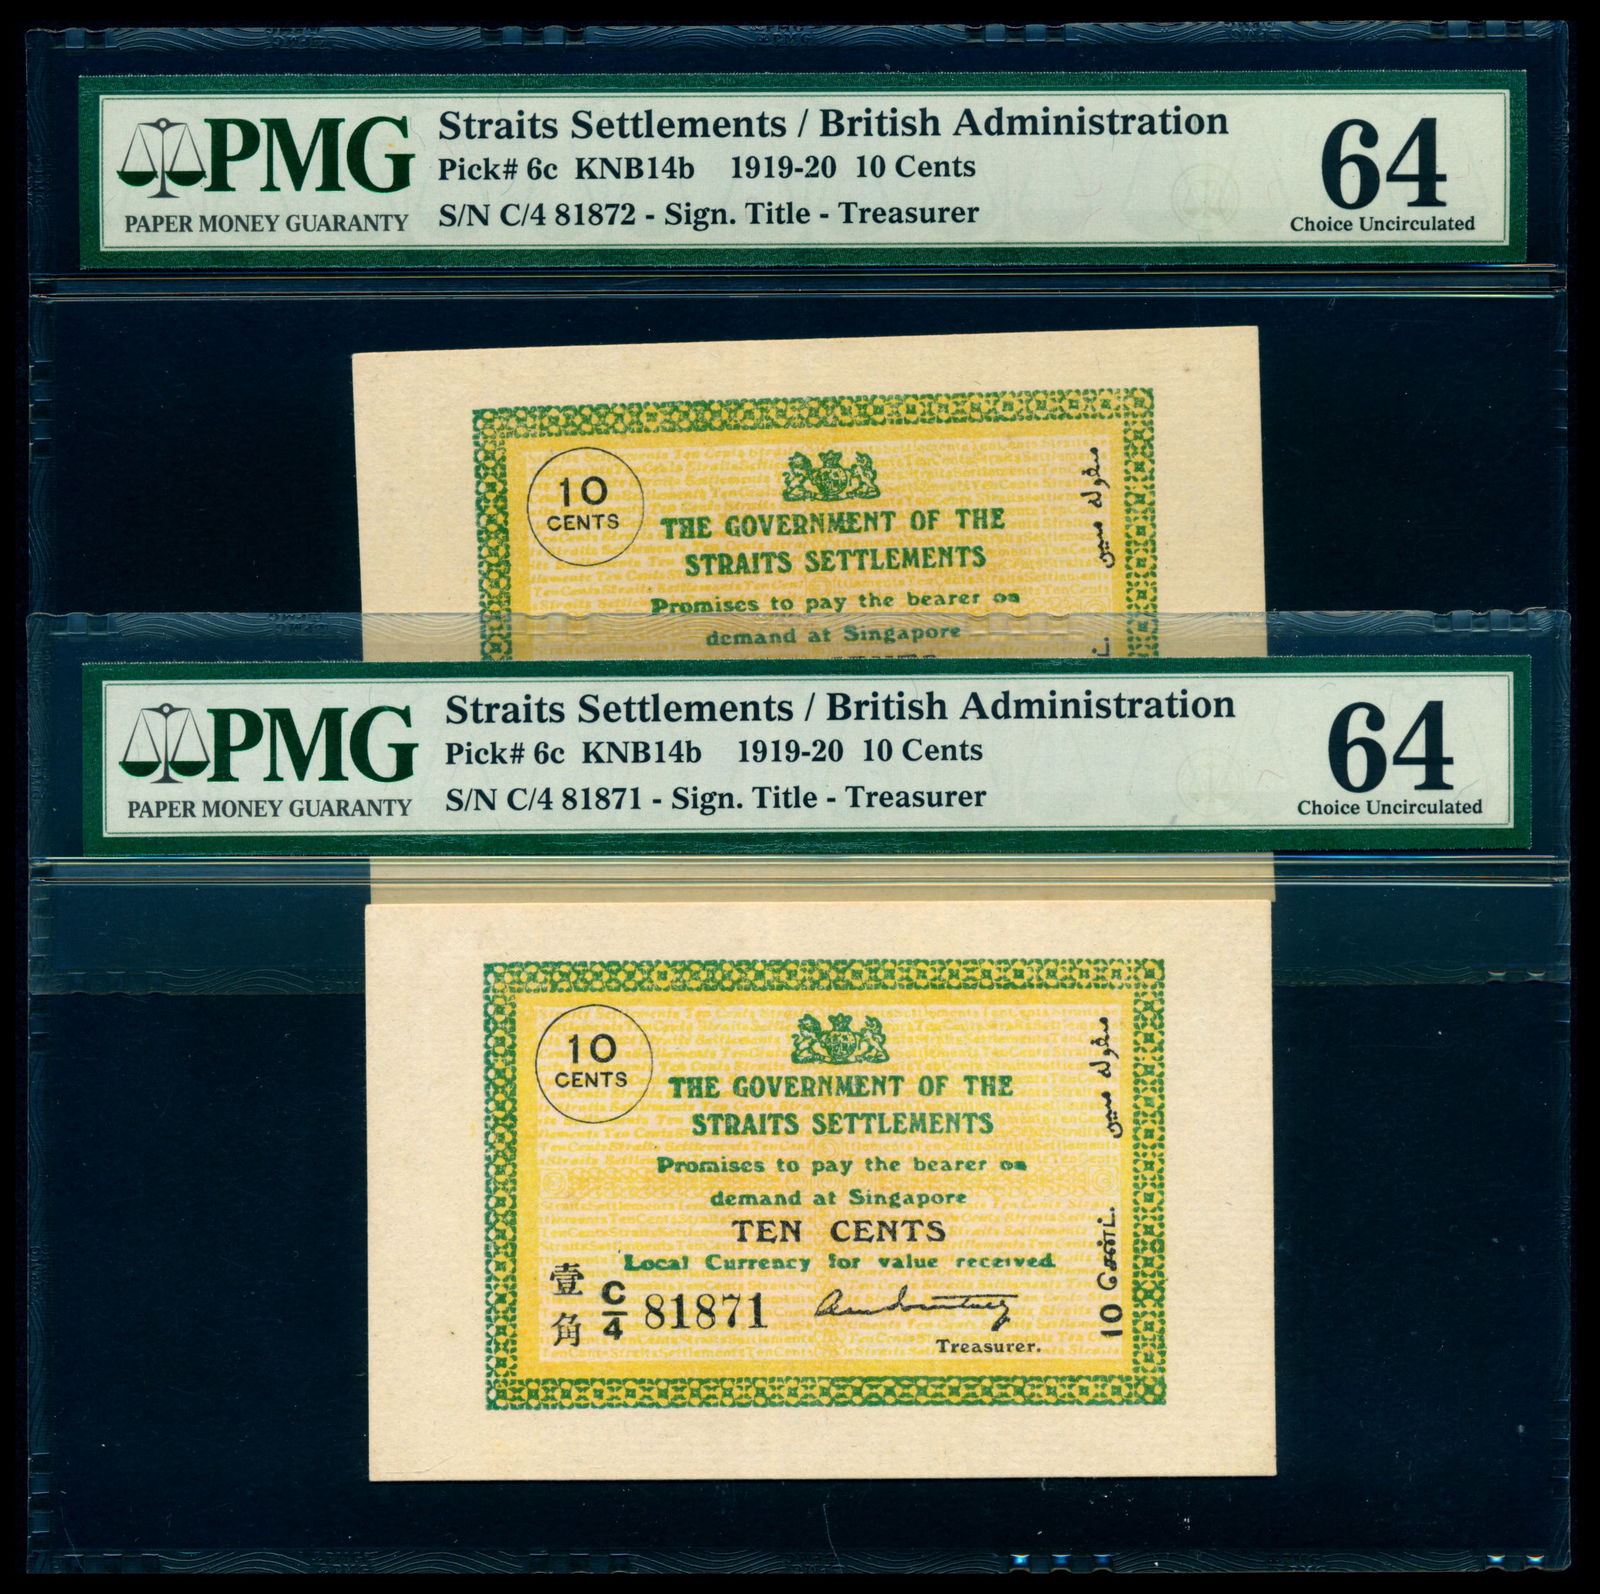 PMG
PAPER MONEY GUARANTY
Straits Settlements / British Administration
Pick# 6c KNB14b 1919-20 10 Cents
S/N C/4 81872 - Sign. Title - Treasurer
64
Choice Uncirculated
10
CENTS
THE GOVERNMENT OF THE
STRAITS SETTLEMENTS
Promises to pay the bearer on
demand at Singapore
PMG
PAPER MONEY GUARANTY
Straits Settlements / British Administration
Pick# 6c KNB14b 1919-20 10 Cents
S/N C/4 81871 - Sign. Title - Treasurer
64
Choice Uncirculated
10
CENTS
THE GOVERNMENT OF THE
STRAITS SETTLEMENTS
Promises to pay the bearer on
demand at Singapore
TEN CENTS
Local Currency for value received
壹角
C/4 81871
Treasurer.
10 சென்ட்.